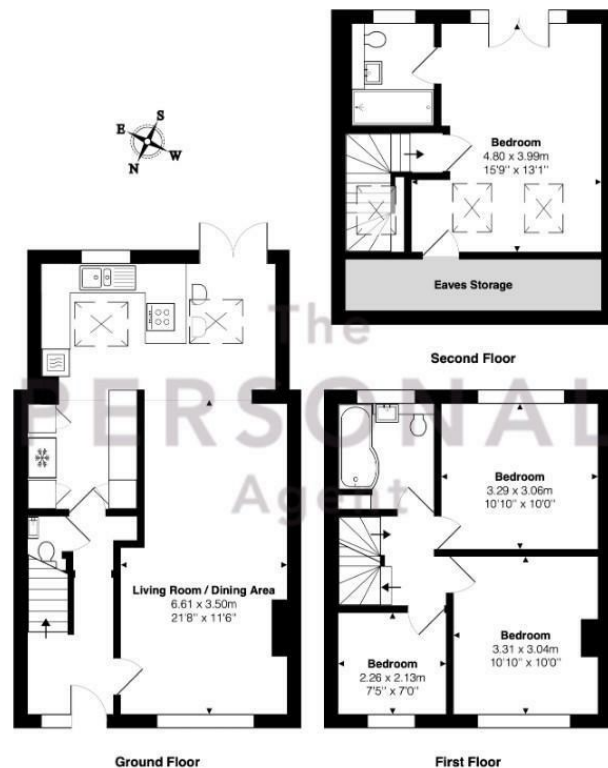 S
E
W
N
Bedroom
4.80 x 3.99m
15'9" x 13'1"
Eaves Storage
Second Floor
The
PERSONAL
Agent
Bedroom
3.29 x 3.06m
10'10" x 10'0"
Living Room / Dining Area
6.61 x 3.50m
21'8" x 11'6"
Bedroom
3.31 x 3.04m
10'10" x 10'0"
Bedroom
2.26 x 2.13m
7'5" x 7'0"
Ground Floor
First Floor